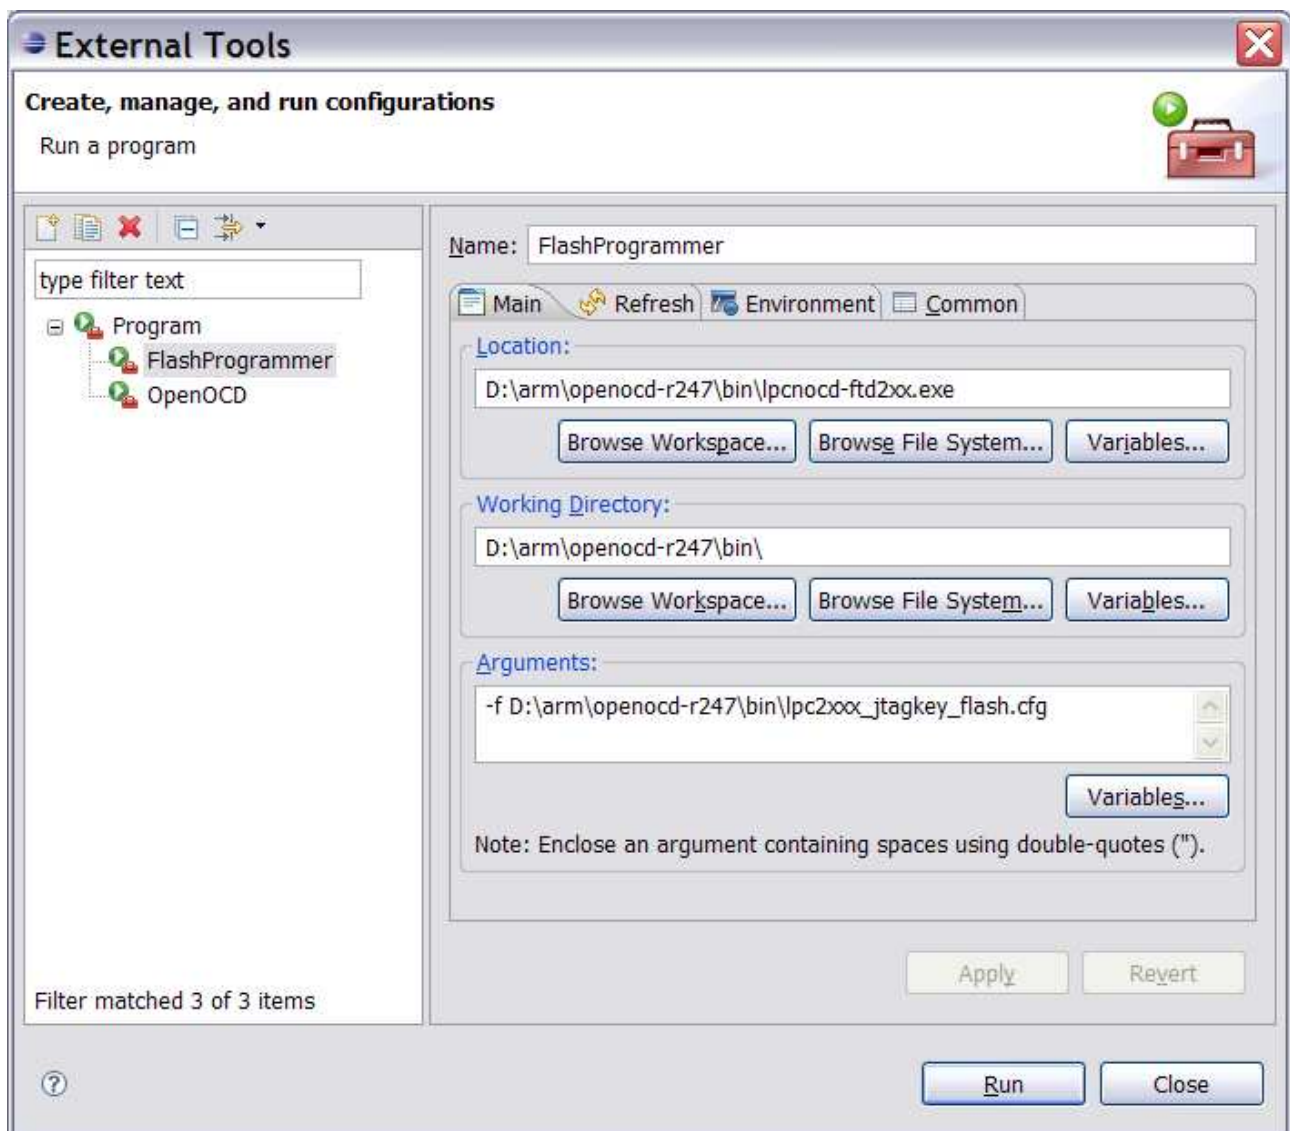 External Tools
Create, manage, and run configurations
Run a program
type filter text
Program
FlashProgrammer
OpenOCD
Filter matched 3 of 3 items
Name: FlashProgrammer
Main Refresh Environment Common
Location:
D:\arm\openocd-r247\bin\lpcnocd-ftd2xx.exe
Browse Workspace... Browse File System... Variables...
Working Directory:
D:\arm\openocd-r247\bin\
Browse Workspace... Browse File System... Variables...
Arguments:
-f D:\arm\openocd-r247\bin\lpc2xxx_jtagkey_flash.cfg
Variables...
Note: Enclose an argument containing spaces using double-quotes (").
Apply Revert
Run Close